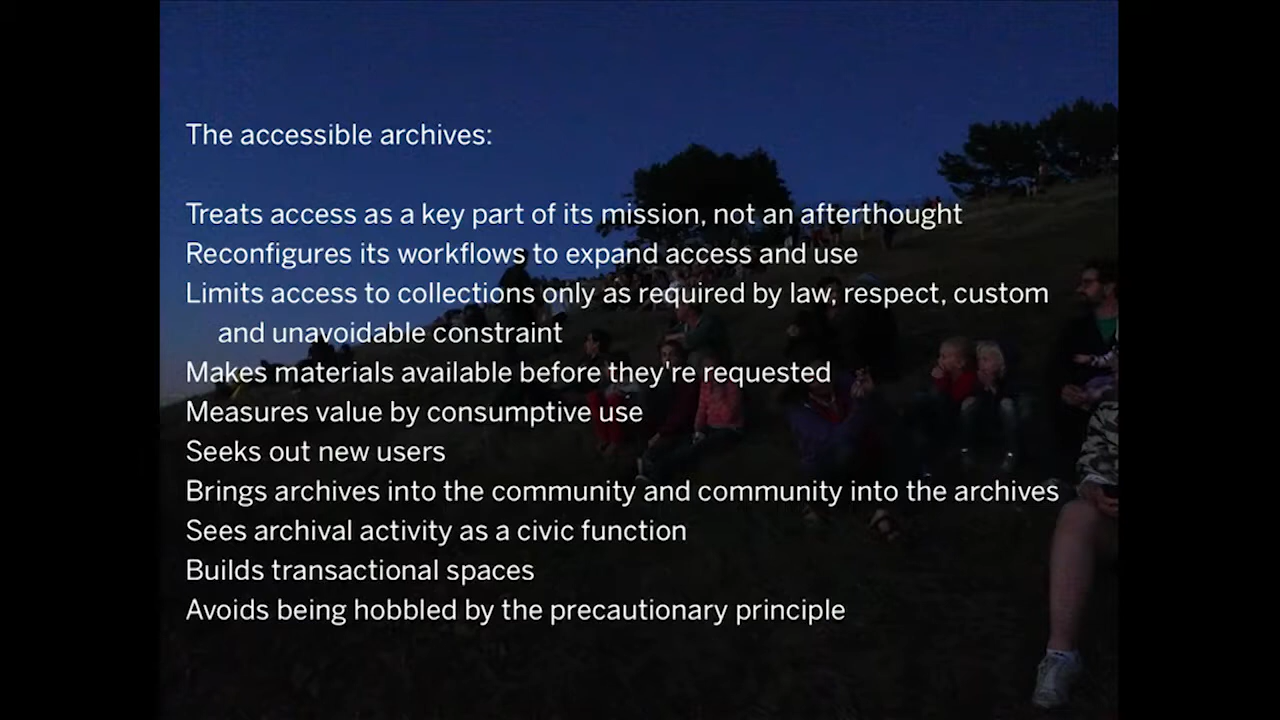 The accessible archives:
Treats access as a key part of its mission, not an afterthought
Reconfigures its workflows to expand access and use
Limits access to collections only as required by law, respect, custom
and unavoidable constraint
Makes materials available before they're requested
Measures value by consumptive use
Seeks out new users
Brings archives into the community and community into the archives
Sees archival activity as a civic function
Builds transactional spaces
Avoids being hobbled by the precautionary principle